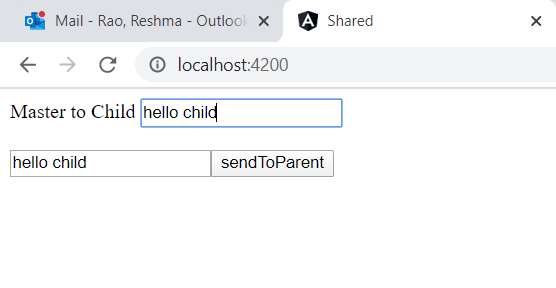 Mail - Rao, Reshma - Outlook
Shared
localhost:4200
Master to Child hello child
hello child sendToParent